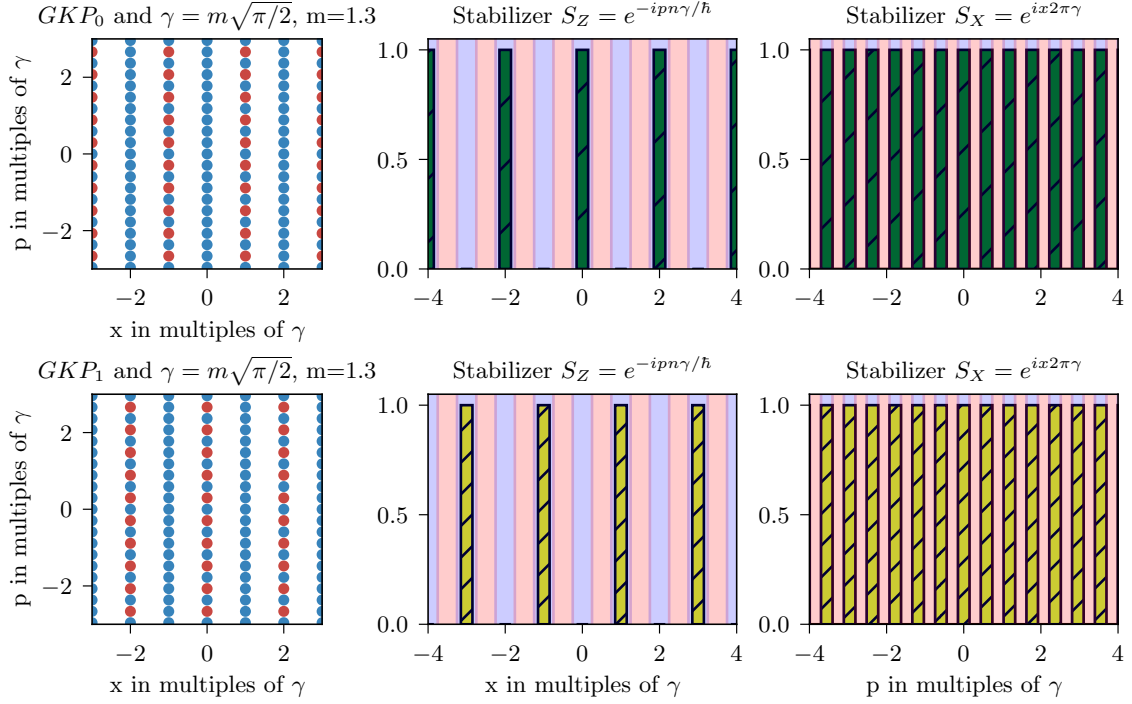 GKP₀ and γ = m√(π/2), m=1.3
Stabilizer S_Z = e^{-ipnγ/ħ}
Stabilizer S_X = e^{ix2πγ}
p in multiples of γ
2
0
−2
−2 0 2
x in multiples of γ
1.0
0.5
0.0
−4 −2 0 2 4
1.0
0.5
0.0
−4 −2 0 2 4
GKP₁ and γ = m√(π/2), m=1.3
Stabilizer S_Z = e^{-ipnγ/ħ}
Stabilizer S_X = e^{ix2πγ}
p in multiples of γ
2
0
−2
−2 0 2
x in multiples of γ
1.0
0.5
0.0
−4 −2 0 2 4
x in multiples of γ
1.0
0.5
0.0
−4 −2 0 2 4
p in multiples of γ